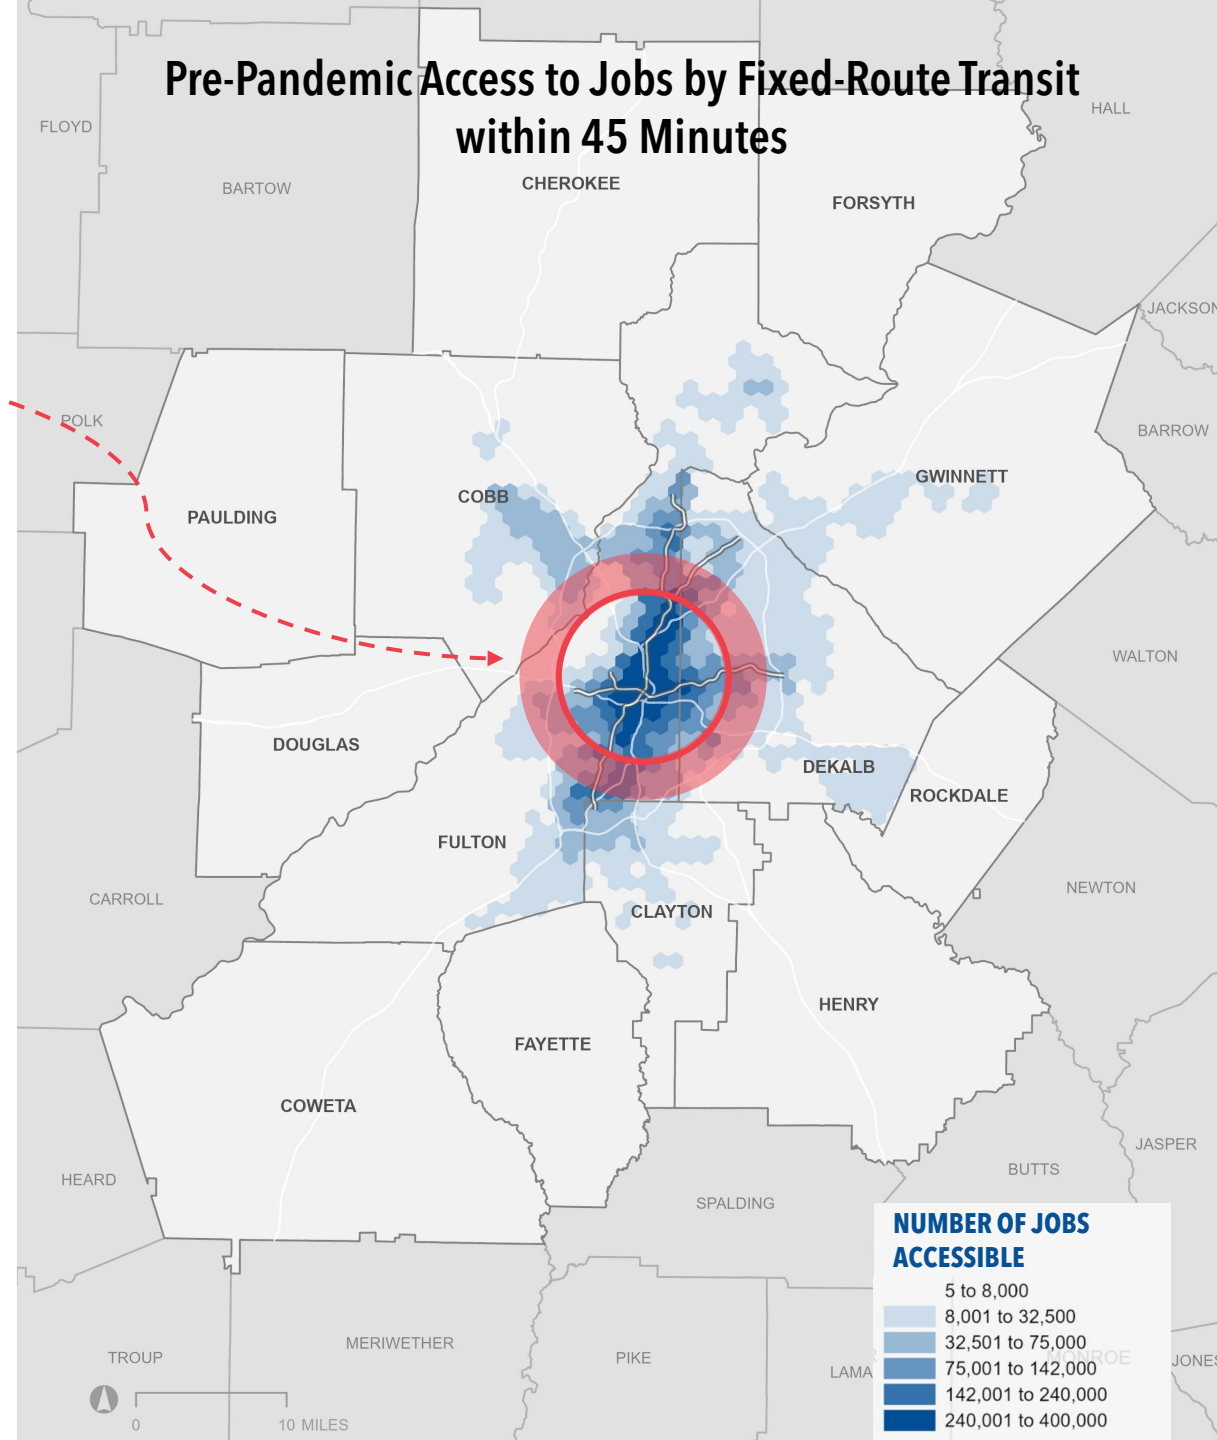 Pre-Pandemic Access to Jobs by Fixed-Route Transit
within 45 Minutes
HALL
FLOYD
CHEROKEE
BARTOW
FORSYTH
JACKSON
POLK
BARROW
GWINNETT
COBB
PAULDING
WALTON
DOUGLAS
DEKALB
ROCKDALE
FULTON
NEWTON
CARROLL
CLAYTON
HENRY
FAYETTE
COWETA
JASPER
BUTTS
HEARD
SPALDING
NUMBER OF JOBS
ACCESSIBLE
5 to 8,000
8,001 to 32,500
32,501 to 75,000
75,001 to 142,000
142,001 to 240,000
240,001 to 400,000
MERIWETHER
TROUP
PIKE
MONROE
JONES
LAMA
0 10 MILES